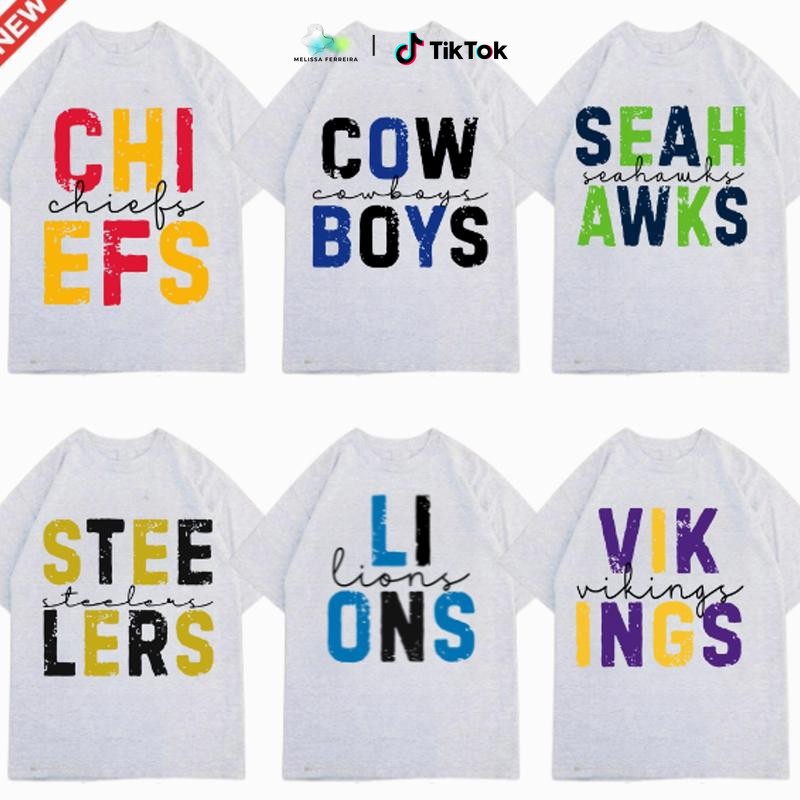 NEW
MELISSA FERREIRA
TikTok
CHI
chiefs
EFS
COW
cowboys
BOYS
SEAH
seahawks
AWKS
STEE
steelers
LERS
LI
lions
ONS
VIK
vikings
INGS